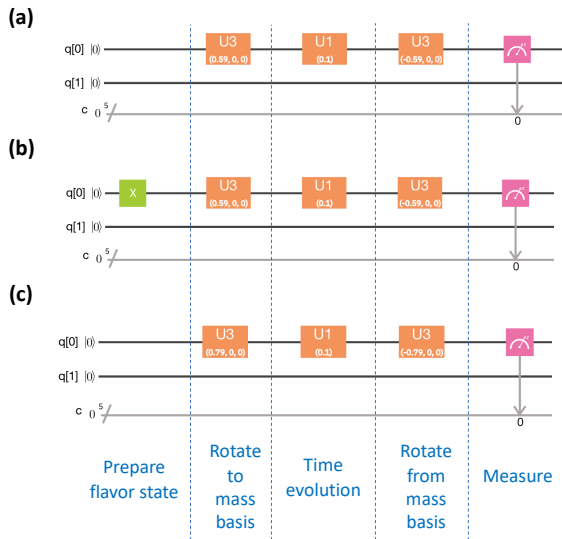 (a)
q[0] |0⟩ U3 (0.59, 0, 0) U1 (0.1) U3 (-0.59, 0, 0)
q[1] |0⟩
c 0 5
0
(b)
q[0] |0⟩ X U3 (0.59, 0, 0) U1 (0.1) U3 (-0.59, 0, 0)
q[1] |0⟩
c 0 5
0
(c)
q[0] |0⟩ U3 (0.79, 0, 0) U1 (0.1) U3 (-0.79, 0, 0)
q[1] |0⟩
c 0 5
0
Prepare
flavor state
Rotate
to
mass
basis
Time
evolution
Rotate
from
mass
basis
Measure